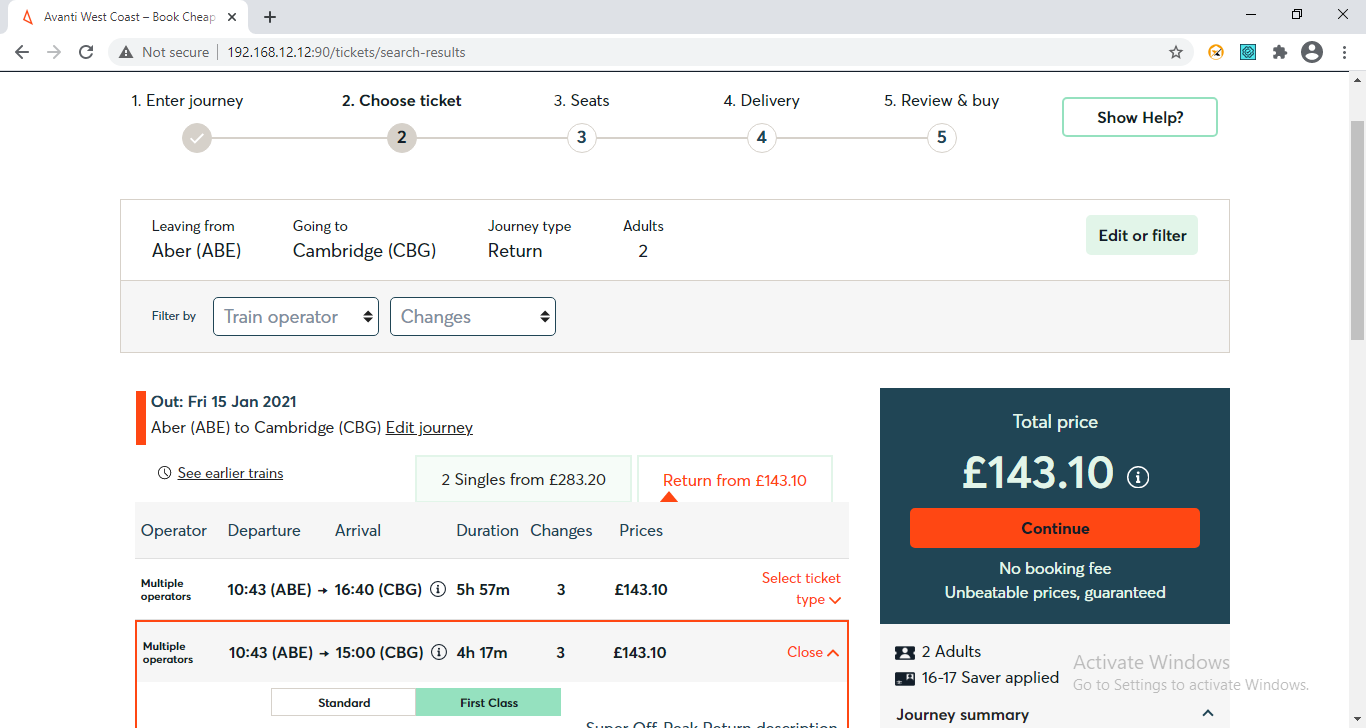 Avanti West Coast – Book Cheap
Not secure 192.168.12.12:90/tickets/search-results
1. Enter journey 2. Choose ticket 3. Seats 4. Delivery 5. Review & buy
Show Help?
2 3 4 5
Leaving from Going to Journey type Adults
Aber (ABE) Cambridge (CBG) Return 2
Edit or filter
Filter by Train operator Changes
Out: Fri 15 Jan 2021
Aber (ABE) to Cambridge (CBG) Edit journey
See earlier trains
2 Singles from £283.20 Return from £143.10
Operator Departure Arrival Duration Changes Prices
Multiple
operators
10:43 (ABE) → 16:40 (CBG) i 5h 57m 3 £143.10
Select ticket
type
Multiple
operators
10:43 (ABE) → 15:00 (CBG) i 4h 17m 3 £143.10 Close
Standard First Class
Super Off-Peak Return description
Total price
£143.10 i
Continue
No booking fee
Unbeatable prices, guaranteed
2 Adults
16-17 Saver applied
Journey summary
Activate Windows
Go to Settings to activate Windows.